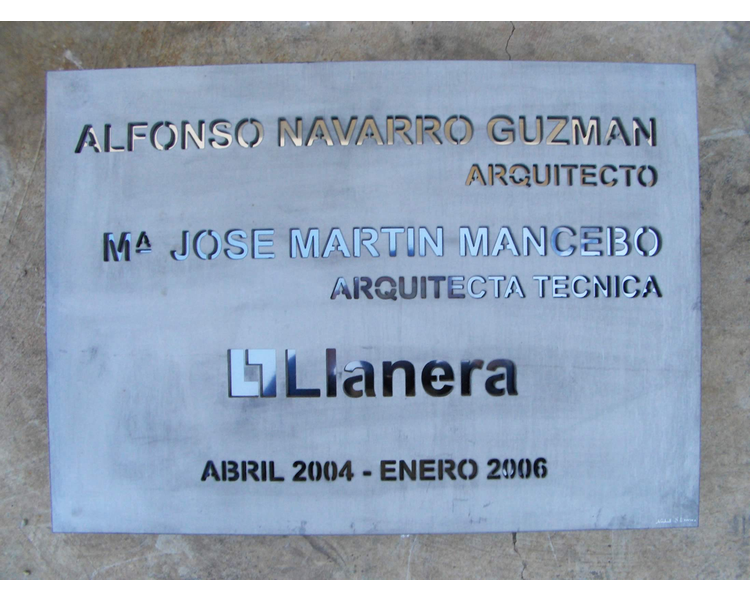 ALFONSO NAVARRO GUZMAN
ARQUITECTO
Mª JOSE MARTIN MANCEBO
ARQUITECTA TECNICA
Llanera
ABRIL 2004 - ENERO 2006